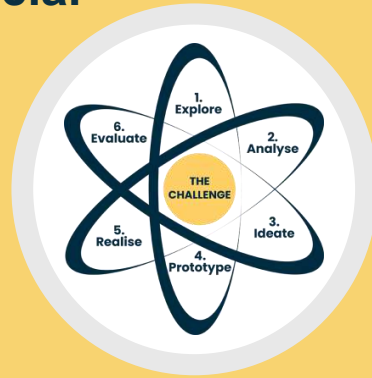 1.
Explore
2.
Analyse
3.
Ideate
4.
Prototype
5.
Realise
6.
Evaluate
THE
CHALLENGE